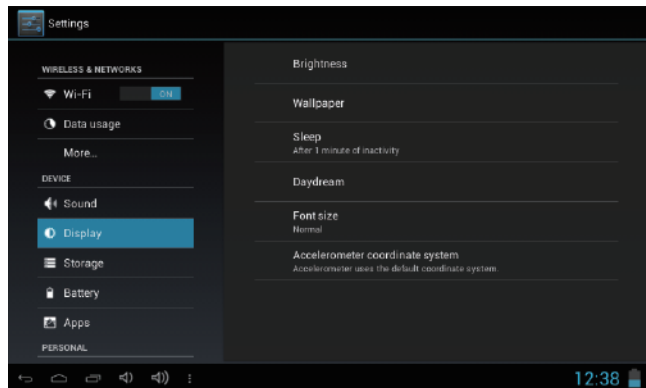 Settings
WIRELESS & NETWORKS
Wi-Fi ON
Data usage
More...
DEVICE
Sound
Display
Storage
Battery
Apps
PERSONAL
Brightness
Wallpaper
Sleep
After 1 minute of inactivity
Daydream
Font size
Normal
Accelerometer coordinate system
Accelerometer uses the default coordinate system.
12:38